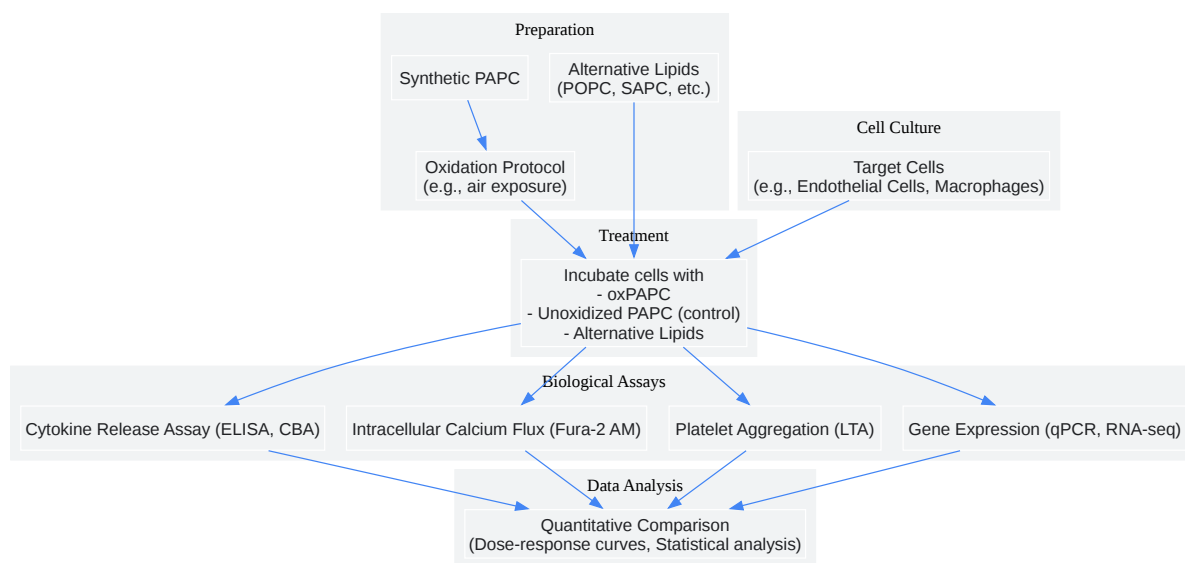 Preparation
Synthetic PAPC
Alternative Lipids
(POPC, SAPC, etc.)
Oxidation Protocol
(e.g., air exposure)
Cell Culture
Target Cells
(e.g., Endothelial Cells, Macrophages)
Treatment
Incubate cells with
- oxPAPC
- Unoxidized PAPC (control)
- Alternative Lipids
Biological Assays
Cytokine Release Assay (ELISA, CBA)
Intracellular Calcium Flux (Fura-2 AM)
Platelet Aggregation (LTA)
Gene Expression (qPCR, RNA-seq)
Data Analysis
Quantitative Comparison
(Dose-response curves, Statistical analysis)